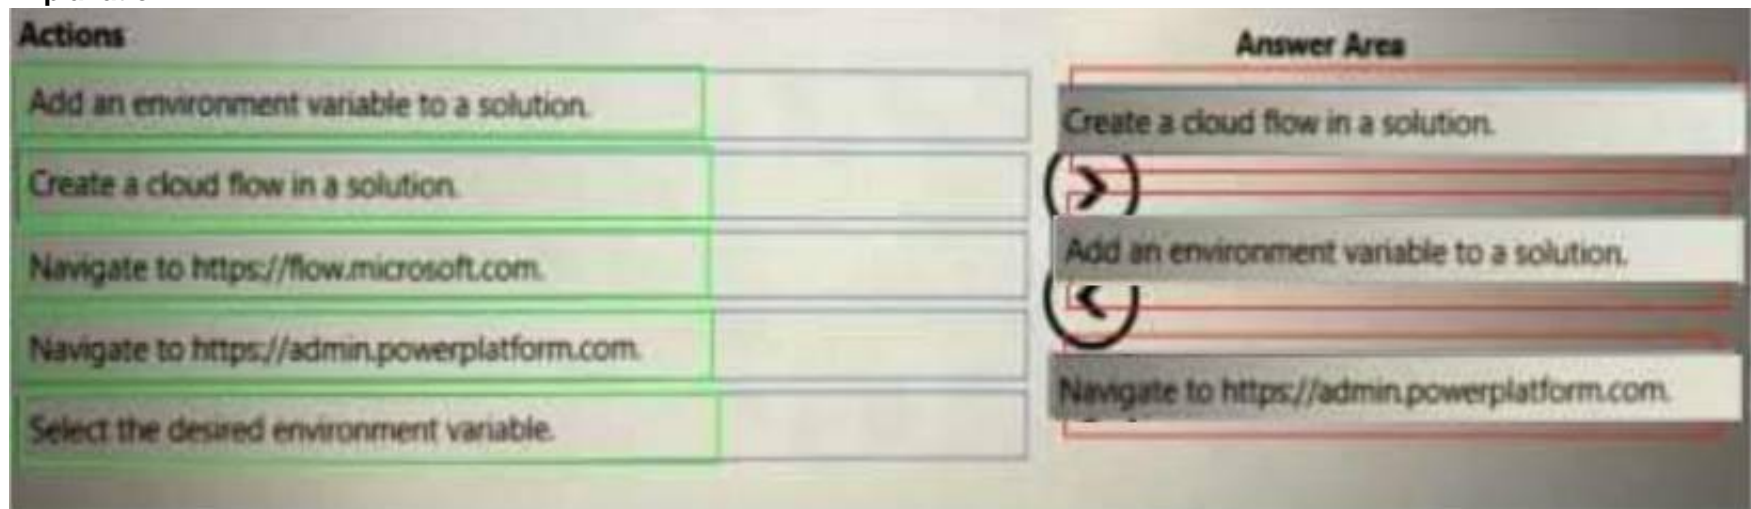 Actions
Answer Area
Add an environment variable to a solution.
Create a cloud flow in a solution.
Navigate to https://flow.microsoft.com.
Navigate to https://admin.powerplatform.com.
Select the desired environment variable.
Create a cloud flow in a solution.
Add an environment variable to a solution.
Navigate to https://admin.powerplatform.com.